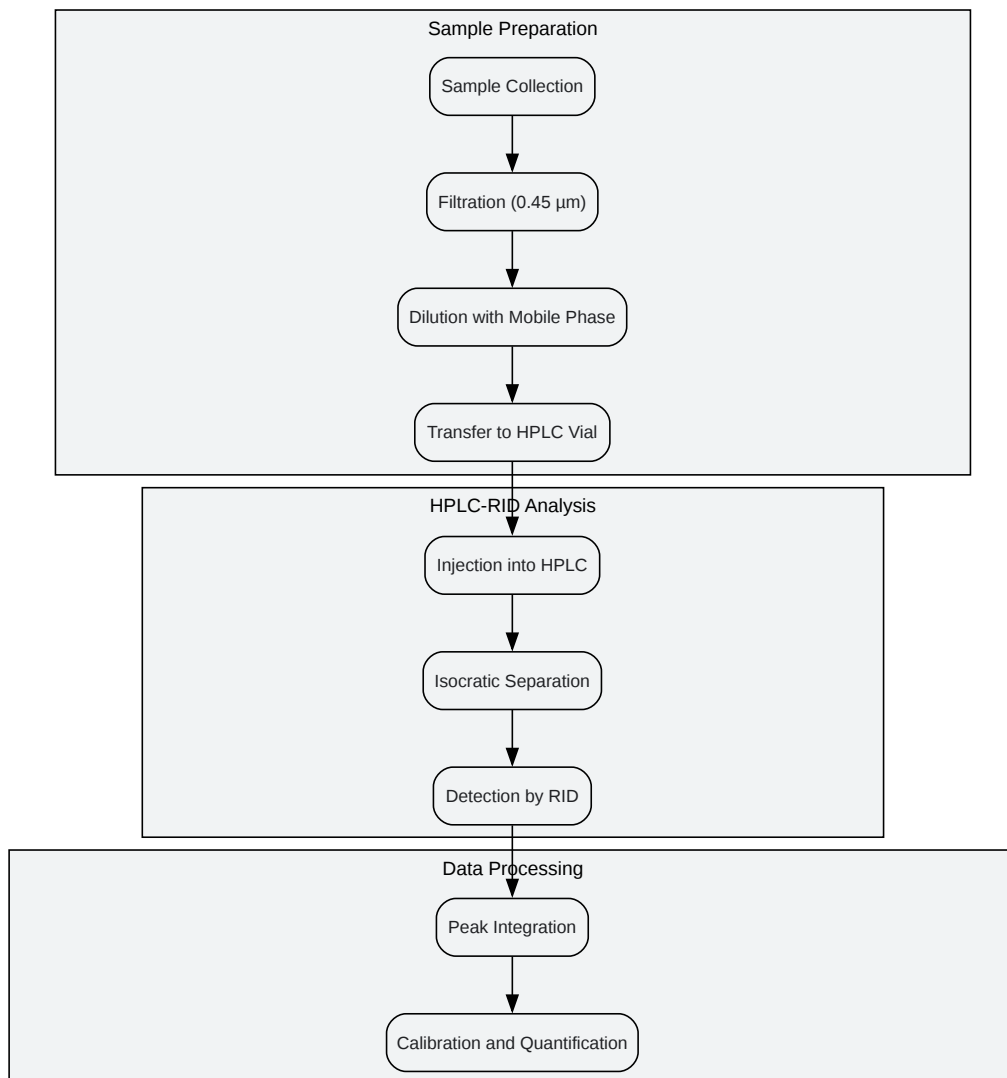 Sample Preparation
Sample Collection
Filtration (0.45 µm)
Dilution with Mobile Phase
Transfer to HPLC Vial
HPLC-RID Analysis
Injection into HPLC
Isocratic Separation
Detection by RID
Data Processing
Peak Integration
Calibration and Quantification